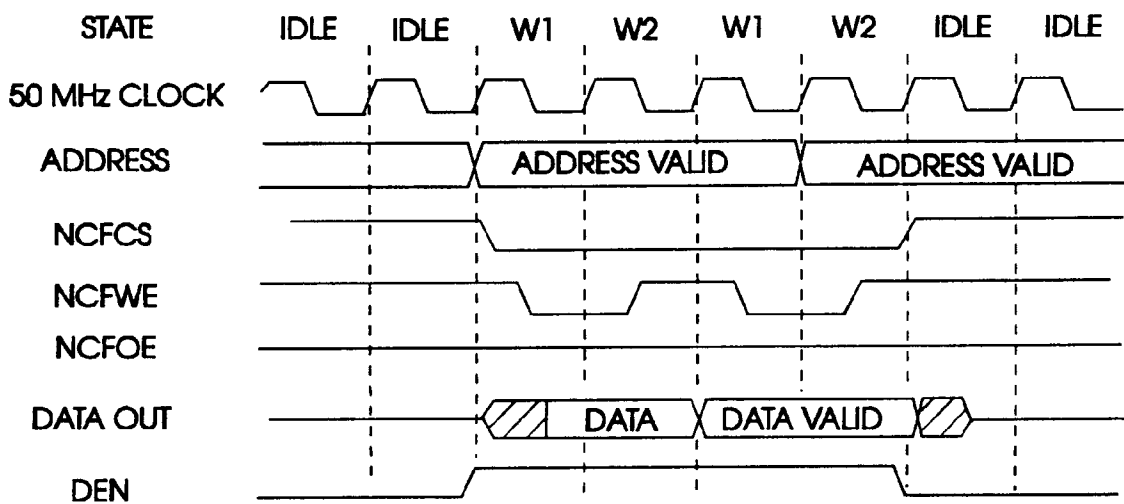 STATE IDLE IDLE W1 W2 W1 W2 IDLE IDLE
50 MHz CLOCK
ADDRESS ADDRESS VALID ADDRESS VALID
NCFCS
NCFWE
NCFOE
DATA OUT DATA DATA VALID
DEN